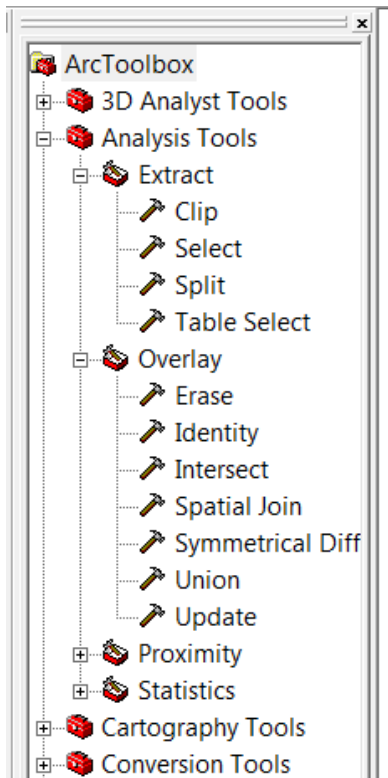 ArcToolbox
3D Analyst Tools
Analysis Tools
Extract
Clip
Select
Split
Table Select
Overlay
Erase
Identity
Intersect
Spatial Join
Symmetrical Diff
Union
Update
Proximity
Statistics
Cartography Tools
Conversion Tools